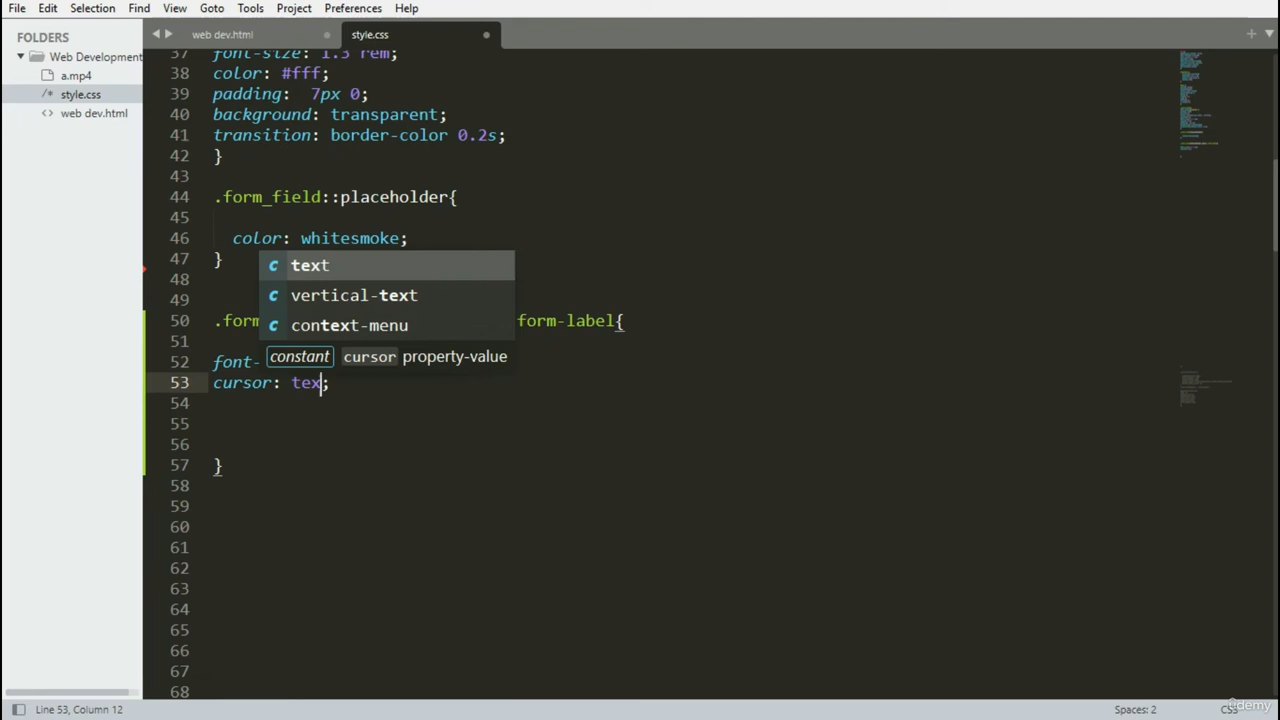 File Edit Selection Find View Goto Tools Project Preferences Help
FOLDERS
Web Development
a.mp4
/* style.css
<> web dev.html
web dev.html
style.css
37 font-size: 1.3 rem;
38 color: #fff;
39 padding:  7px 0;
40 background: transparent;
41 transition: border-color 0.2s;
42 }
43
44 .form_field::placeholder{
45
46 color: whitesmoke;
47 }
48
49
50 .form form-label{
51
52 font-
53 cursor: tex;
54
55
56
57 }
58
59
60
61
62
63
64
65
66
67
68
c text
c vertical-text
c context-menu
constant cursor property-value
Line 53, Column 12
Spaces: 2
CSS
ûdemy